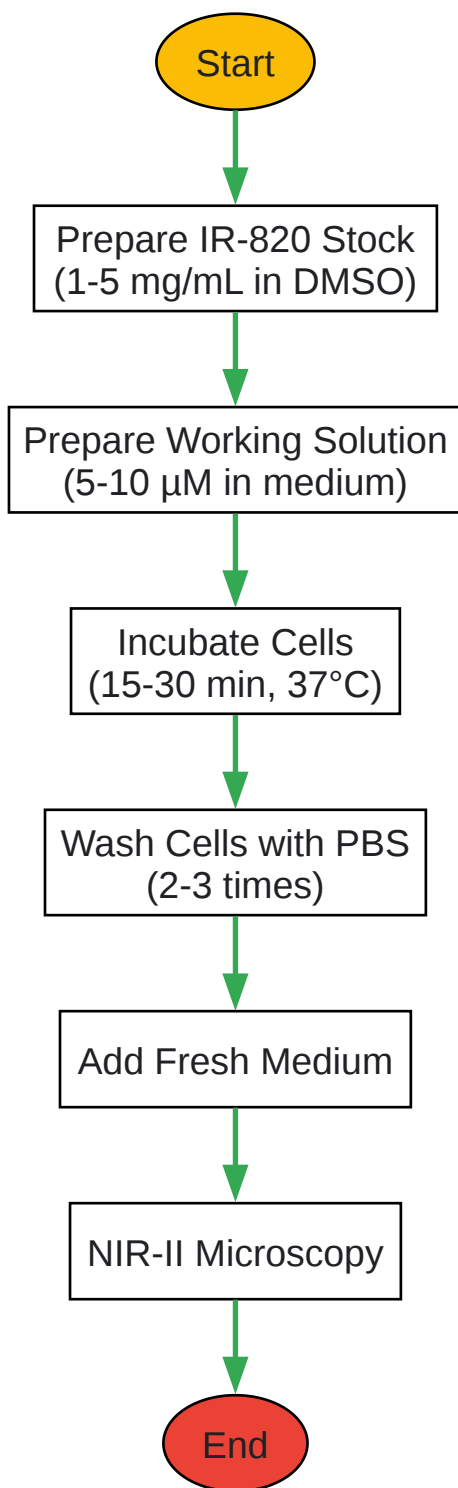 Start
Prepare IR-820 Stock
(1-5 mg/mL in DMSO)
Prepare Working Solution
(5-10 µM in medium)
Incubate Cells
(15-30 min, 37°C)
Wash Cells with PBS
(2-3 times)
Add Fresh Medium
NIR-II Microscopy
End